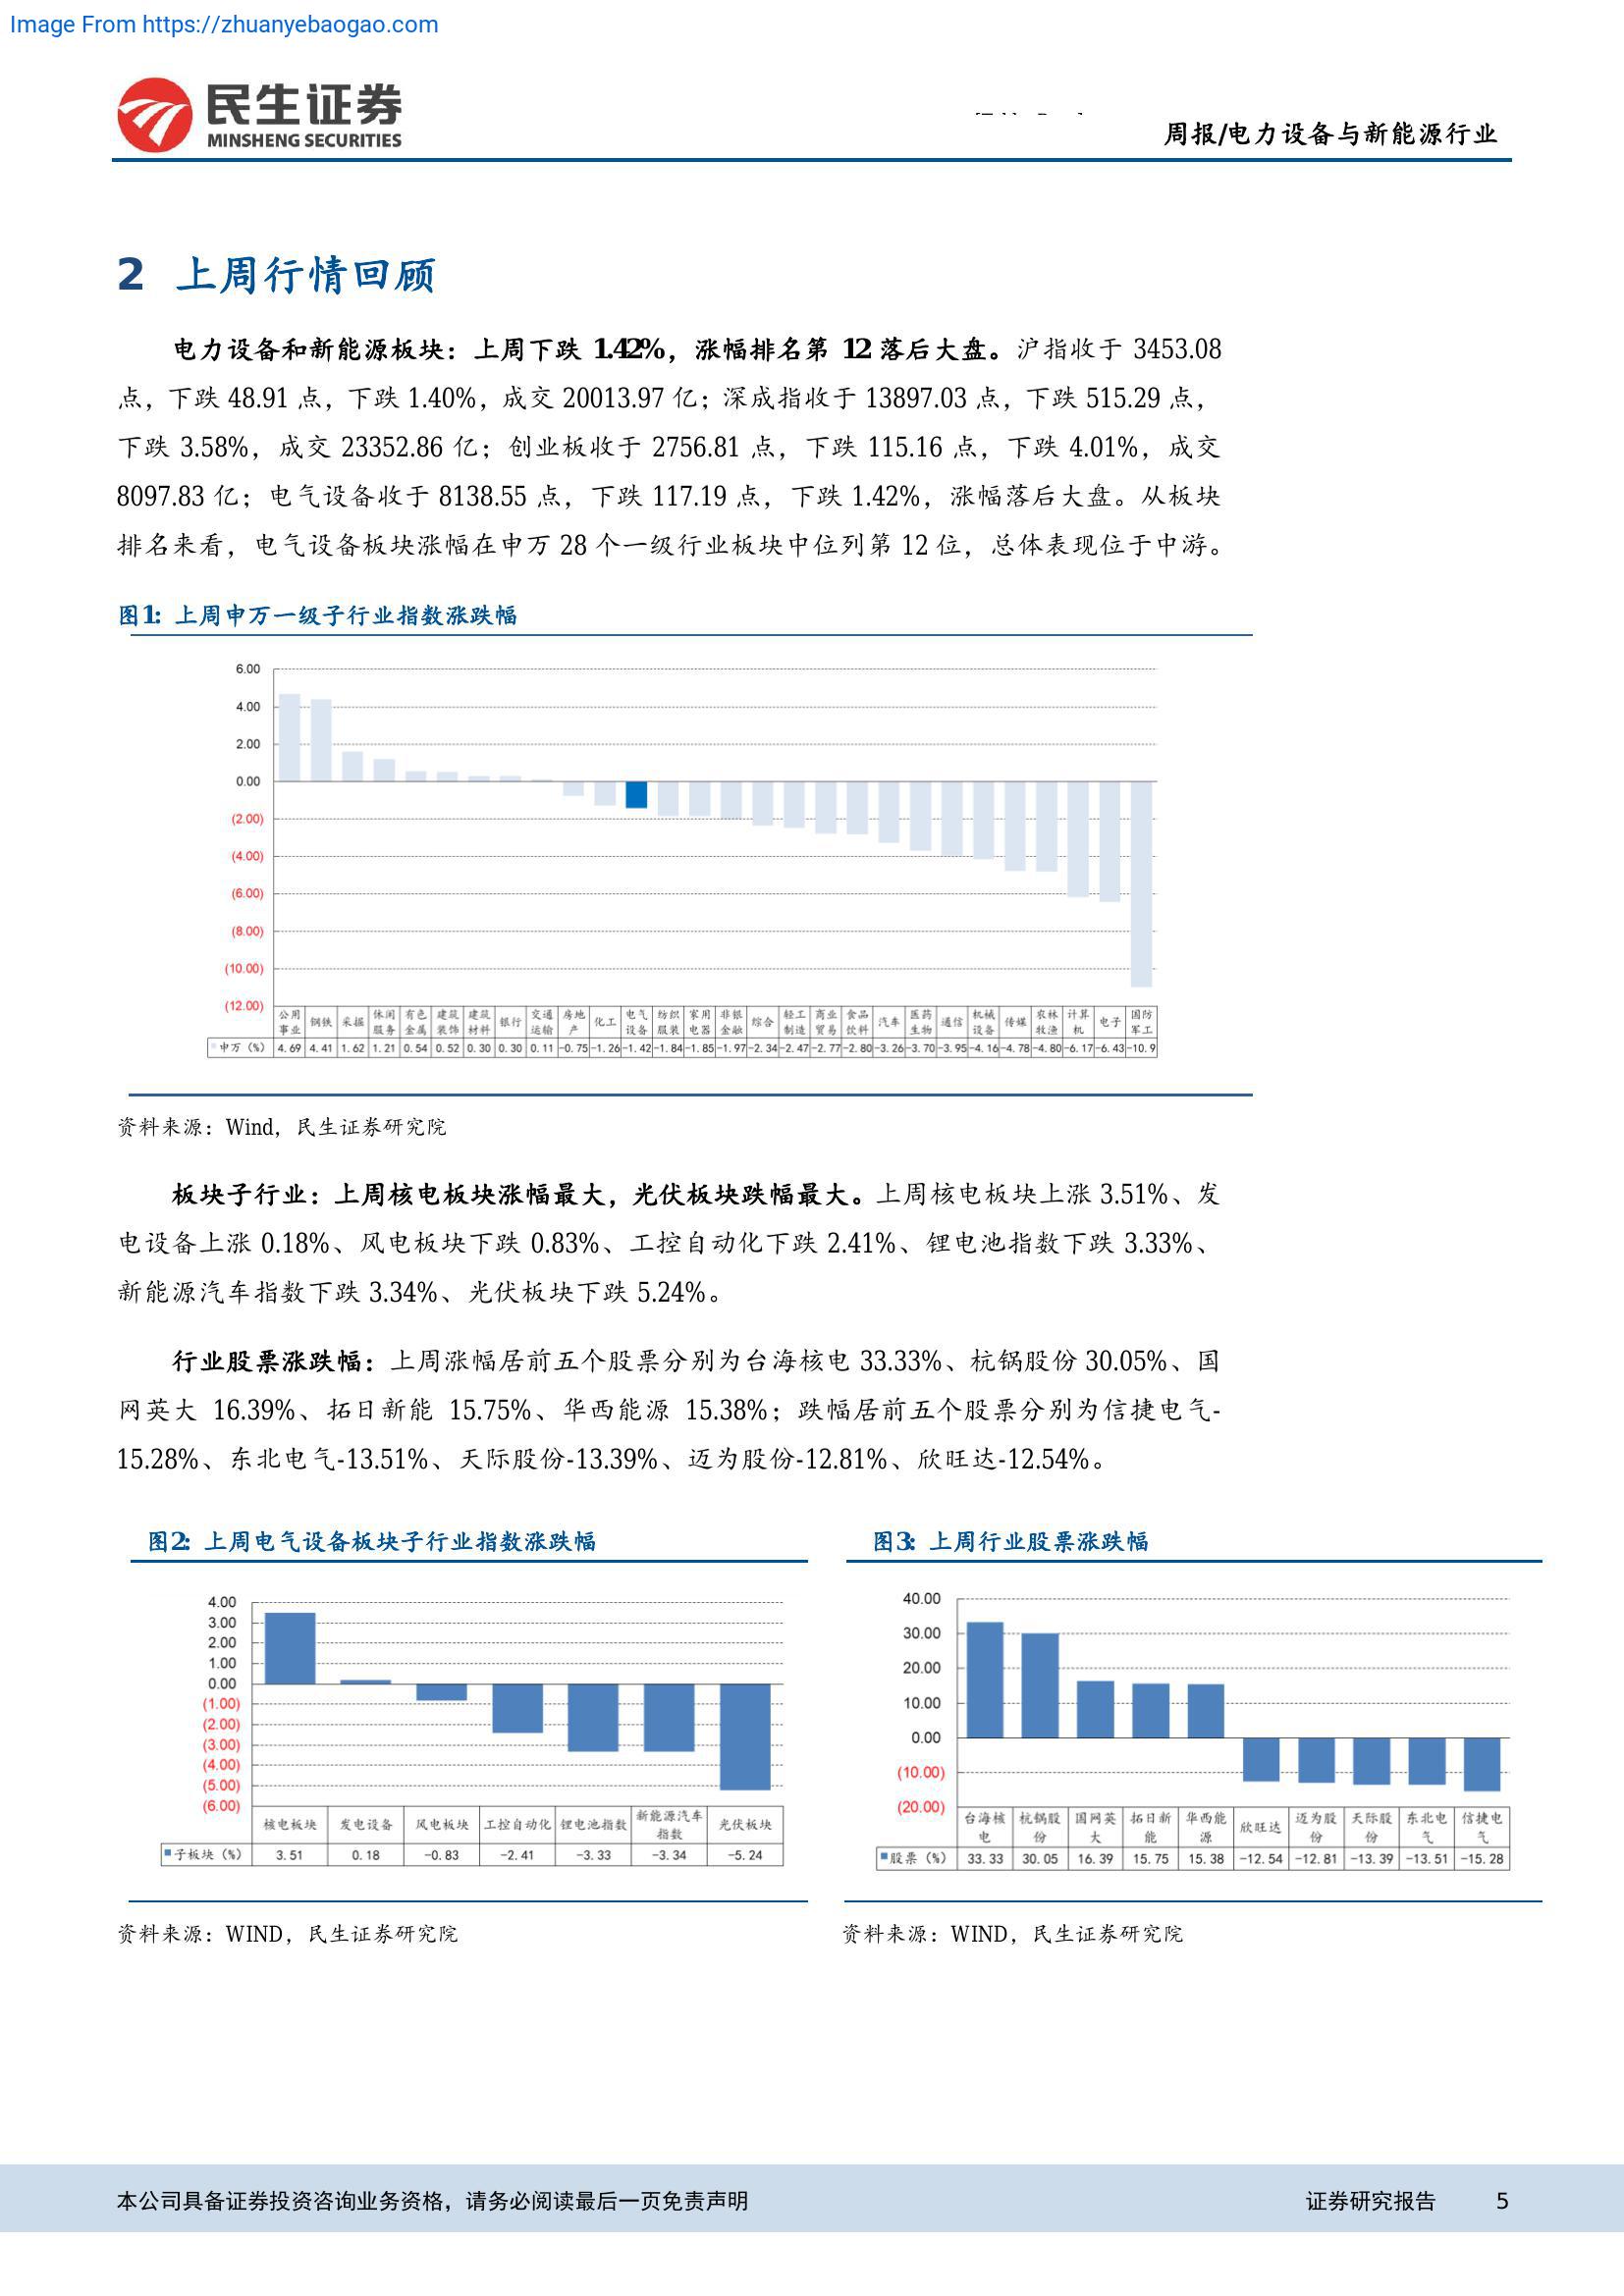 Image From https://zhuanyebaogao.com
民生证券
MINSHENG SECURITIES
周报/电力设备与新能源行业
2 上周行情回顾
电力设备和新能源板块：上周下跌 1.42%，涨幅排名第 12 落后大盘。沪指收于 3453.08
点，下跌 48.91 点，下跌 1.40%，成交 20013.97 亿；深成指收于 13897.03 点，下跌 515.29 点，
下跌 3.58%，成交 23352.86 亿；创业板收于 2756.81 点，下跌 115.16 点，下跌 4.01%，成交
8097.83 亿；电气设备收于 8138.55 点，下跌 117.19 点，下跌 1.42%，涨幅落后大盘。从板块
排名来看，电气设备板块涨幅在申万 28 个一级行业板块中位列第 12 位，总体表现位于中游。
图1: 上周申万一级子行业指数涨跌幅
6.00
4.00
2.00
0.00
(2.00)
(4.00)
(6.00)
(8.00)
(10.00)
(12.00)
公用事业 钢铁 采掘 休闲服务 有色金属 建筑装饰 建筑材料 银行 交通运输 房地产 化工 电气设备 纺织服装 家用电器 非银金融 综合 轻工制造 商业贸易 食品饮料 汽车 医药生物 通信 机械设备 传媒 农林牧渔 计算机 电子 国防军工
申万（%） 4.69 4.41 1.62 1.21 0.54 0.52 0.30 0.30 0.11 -0.75 -1.26 -1.42 -1.84 -1.85 -1.97 -2.34 -2.47 -2.77 -2.80 -3.26 -3.70 -3.95 -4.16 -4.78 -4.80 -6.17 -6.43 -10.9
资料来源：Wind，民生证券研究院
板块子行业：上周核电板块涨幅最大，光伏板块跌幅最大。上周核电板块上涨 3.51%、发
电设备上涨 0.18%、风电板块下跌 0.83%、工控自动化下跌 2.41%、锂电池指数下跌 3.33%、
新能源汽车指数下跌 3.34%、光伏板块下跌 5.24%。
行业股票涨跌幅：上周涨幅居前五个股票分别为台海核电 33.33%、杭锅股份 30.05%、国
网英大 16.39%、拓日新能 15.75%、华西能源 15.38%；跌幅居前五个股票分别为信捷电气-
15.28%、东北电气-13.51%、天际股份-13.39%、迈为股份-12.81%、欣旺达-12.54%。
图2: 上周电气设备板块子行业指数涨跌幅
4.00
3.00
2.00
1.00
0.00
(1.00)
(2.00)
(3.00)
(4.00)
(5.00)
(6.00)
核电板块 发电设备 风电板块 工控自动化 锂电池指数 新能源汽车指数 光伏板块
子板块（%） 3.51 0.18 -0.83 -2.41 -3.33 -3.34 -5.24
资料来源：WIND，民生证券研究院
图3: 上周行业股票涨跌幅
40.00
30.00
20.00
10.00
0.00
(10.00)
(20.00)
台海核电 杭锅股份 国网英大 拓日新能 华西能源 欣旺达 迈为股份 天际股份 东北电气 信捷电气
股票（%） 33.33 30.05 16.39 15.75 15.38 -12.54 -12.81 -13.39 -13.51 -15.28
资料来源：WIND，民生证券研究院
本公司具备证券投资咨询业务资格，请务必阅读最后一页免责声明
证券研究报告 5